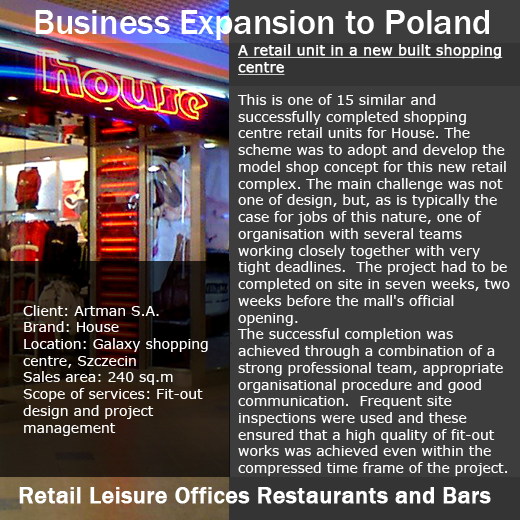 Business Expansion to Poland
A retail unit in a new built shopping
centre
house
This is one of 15 similar and
successfully completed shopping
centre retail units for House. The
scheme was to adopt and develop the
model shop concept for this new retail
complex. The main challenge was not
one of design, but, as is typically the
case for jobs of this nature, one of
organisation with several teams
working closely together with very
tight deadlines.  The project had to be
completed on site in seven weeks, two
weeks before the mall's official
opening.
The successful completion was
achieved through a combination of a
strong professional team, appropriate
organisational procedure and good
communication.  Frequent site
inspections were used and these
ensured that a high quality of fit-out
works was achieved even within the
compressed time frame of the project.
Client: Artman S.A.
Brand: House
Location: Galaxy shopping
centre, Szczecin
Sales area: 240 sq.m
Scope of services: Fit-out
design and project
management
Retail Leisure Offices Restaurants and Bars